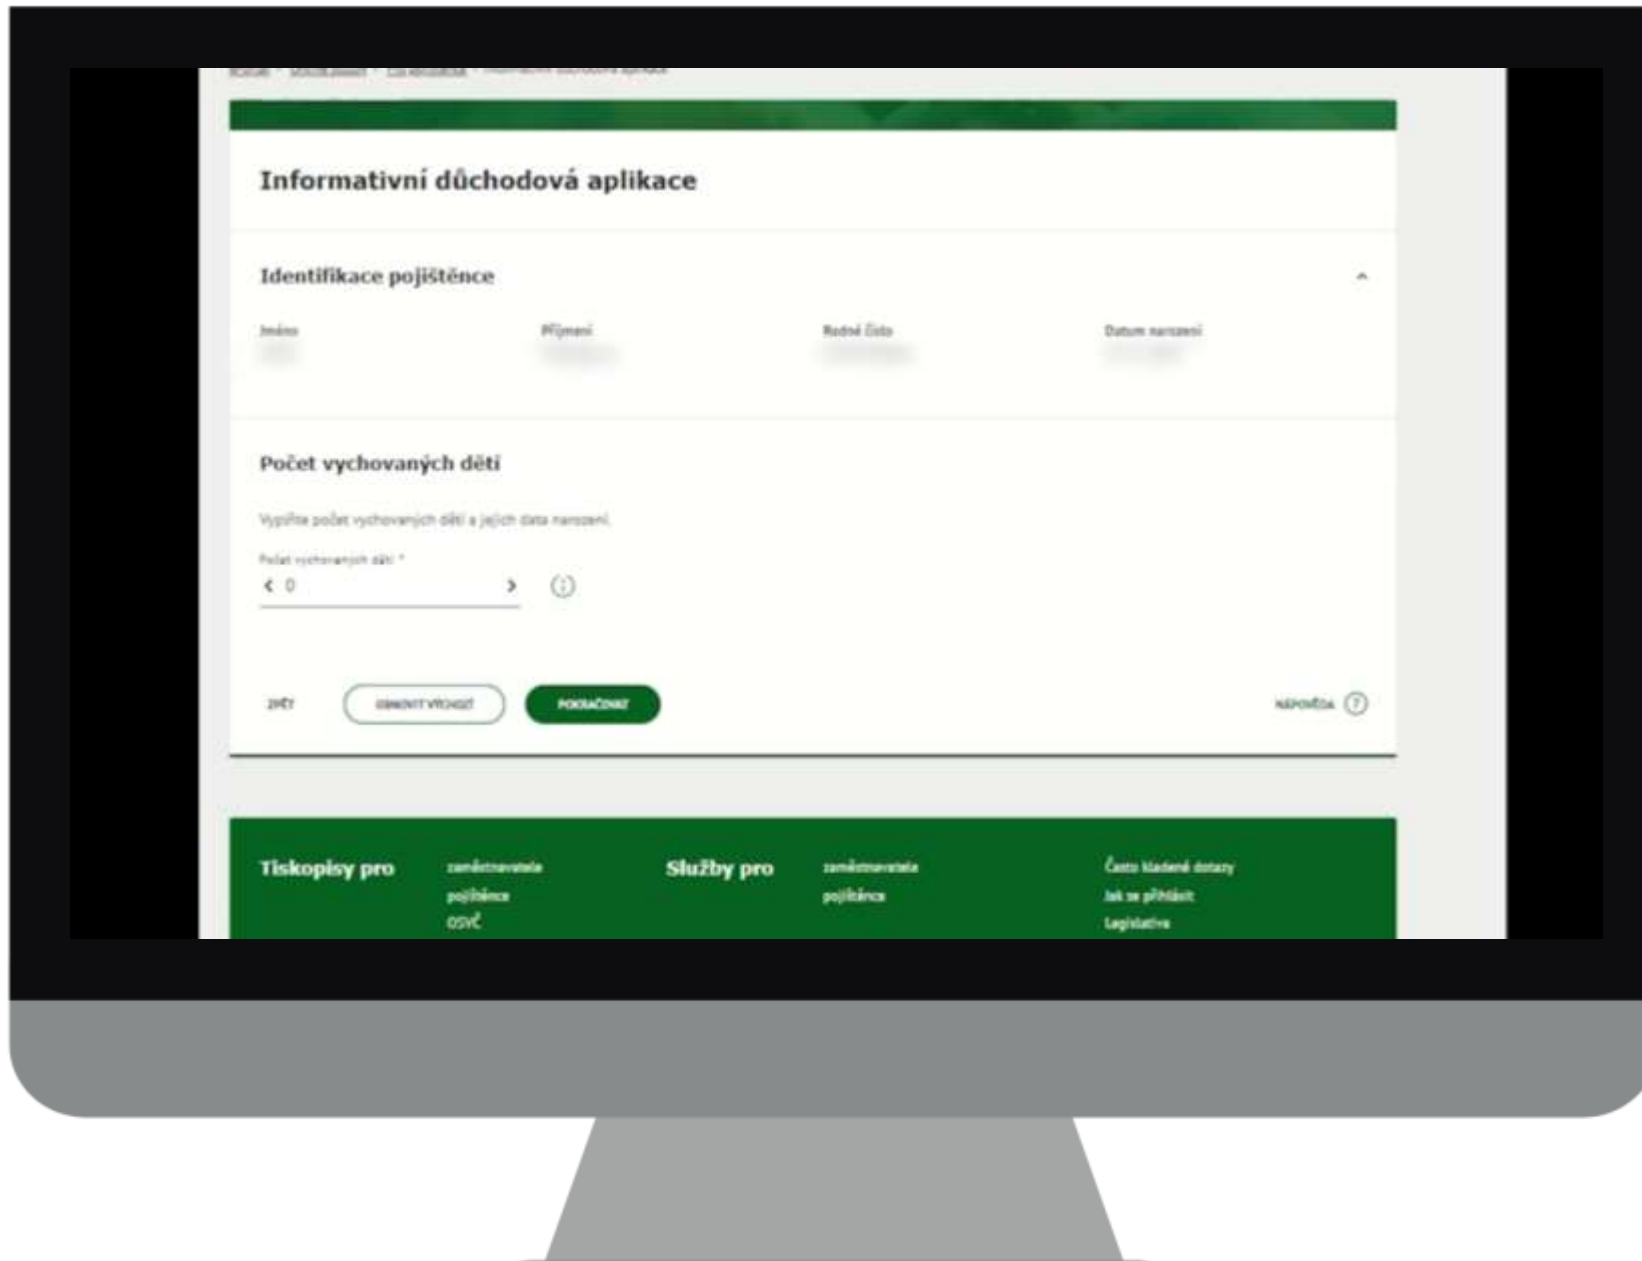 Informativní důchodová aplikace
Identifikace pojištěnce
Jméno Příjmení Rodné číslo Datum narození
Počet vychovaných dětí
Vyplňte počet vychovaných dětí a jejich data narození.
Počet vychovaných dětí *
0
ZPĚT OBNOVIT VÝCHOZÍ POKRAČOVAT NÁPOVĚDA ?
Tiskopisy pro zaměstnavatele Služby pro zaměstnavatele Často kladené dotazy
pojištěnce pojištěnce Jak se přihlásit
OSVČ Legislativa